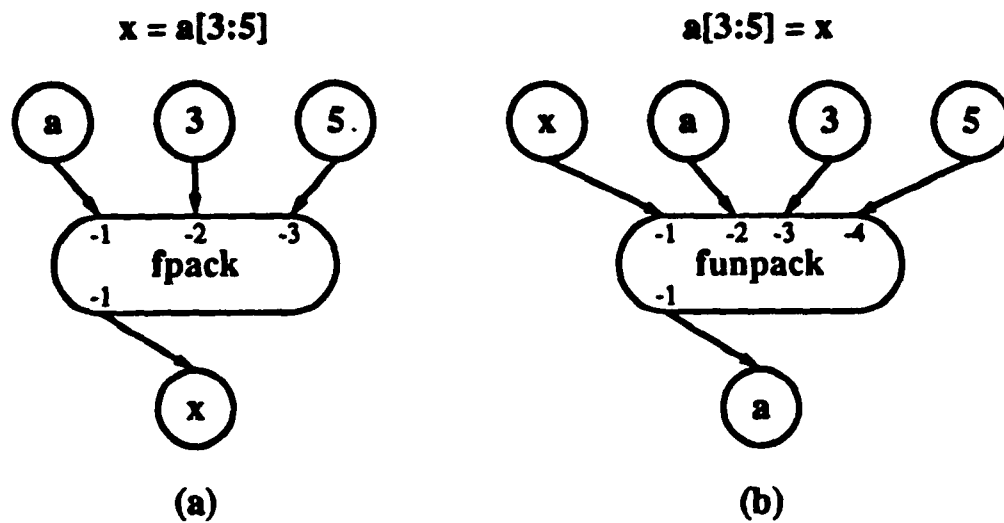 x = a[3:5]
a 3 5
-1 -2 -3
fpack
-1
x
(a)
a[3:5] = x
x a 3 5
-1 -2 -3 -4
funpack
-1
a
(b)